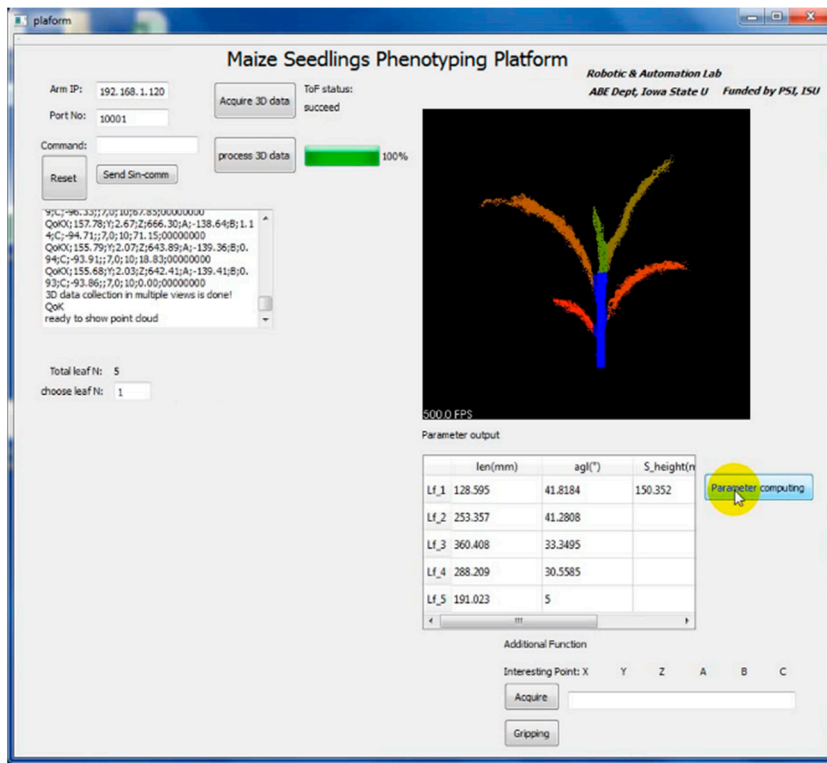 plaform
Maize Seedlings Phenotyping Platform
Robotic & Automation Lab
ABE Dept, Iowa State U Funded by PSI, ISU
Arm IP: 192.168.1.120
Port No: 10001
Command:
Reset
Send Sin-comm
Acquire 3D data
ToF status:
succeed
process 3D data
100%
9;C;-96.33;;7,0;10;67.85;00000000
QoKX;157.78;Y;2.67;Z;666.30;A;-138.64;B;1.1
4;C;-94.71;;7,0;10;71.15;00000000
QoKX;155.79;Y;2.07;Z;643.89;A;-139.36;B;0.
94;C;-93.91;;7,0;10;18.83;00000000
QoKX;155.68;Y;2.03;Z;642.41;A;-139.41;B;0.
93;C;-93.86;;7,0;10;0.00;00000000
3D data collection in multiple views is done!
QoK
ready to show point cloud
Total leaf N: 5
choose leaf N: 1
500.0 FPS
Parameter output
len(mm) agl(°) S_height(n
Lf_1 128.595 41.8184 150.352
Lf_2 253.357 41.2808
Lf_3 360.408 33.3495
Lf_4 288.209 30.5585
Lf_5 191.023 5
Parameter computing
Additional Function
Interesting Point: X Y Z A B C
Acquire
Gripping